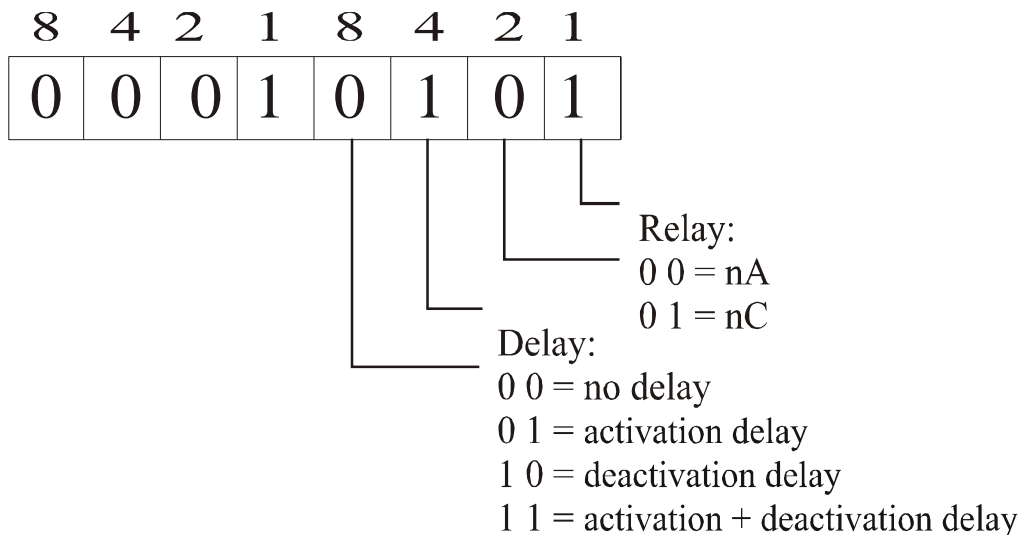 8 4 2 1 8 4 2 1
0 0 0 1 0 1 0 1
Relay:
0 0 = nA
0 1 = nC
Delay:
0 0 = no delay
0 1 = activation delay
1 0 = deactivation delay
1 1 = activation + deactivation delay